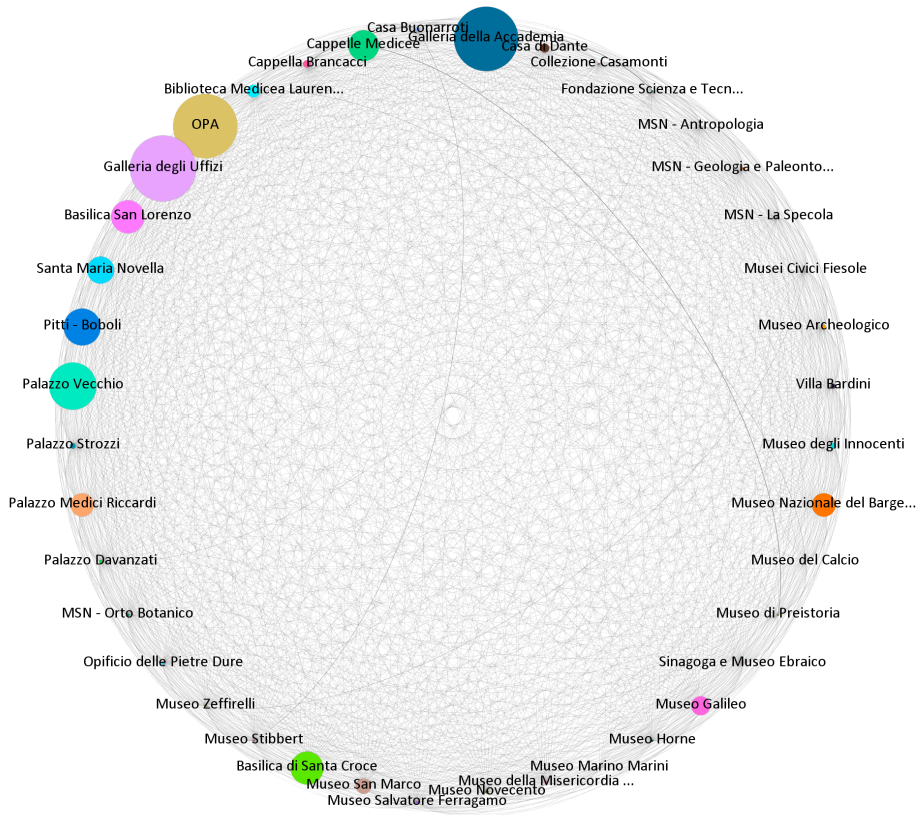 Casa Buonarroti
Galleria della Accademia
Cappelle Medicee
Casa di Dante
Cappella Brancacci
Collezione Casamonti
Biblioteca Medicea Lauren...
Fondazione Scienza e Tecn...
OPA
MSN - Antropologia
Galleria degli Uffizi
MSN - Geologia e Paleonto...
Basilica San Lorenzo
MSN - La Specola
Santa Maria Novella
Musei Civici Fiesole
Pitti - Boboli
Museo Archeologico
Palazzo Vecchio
Villa Bardini
Palazzo Strozzi
Museo degli Innocenti
Palazzo Medici Riccardi
Museo Nazionale del Barge...
Palazzo Davanzati
Museo del Calcio
MSN - Orto Botanico
Museo di Preistoria
Opificio delle Pietre Dure
Sinagoga e Museo Ebraico
Museo Zeffirelli
Museo Galileo
Museo Stibbert
Museo Horne
Basilica di Santa Croce
Museo Marino Marini
Museo San Marco
Museo della Misericordia ...
Museo Novecento
Museo Salvatore Ferragamo